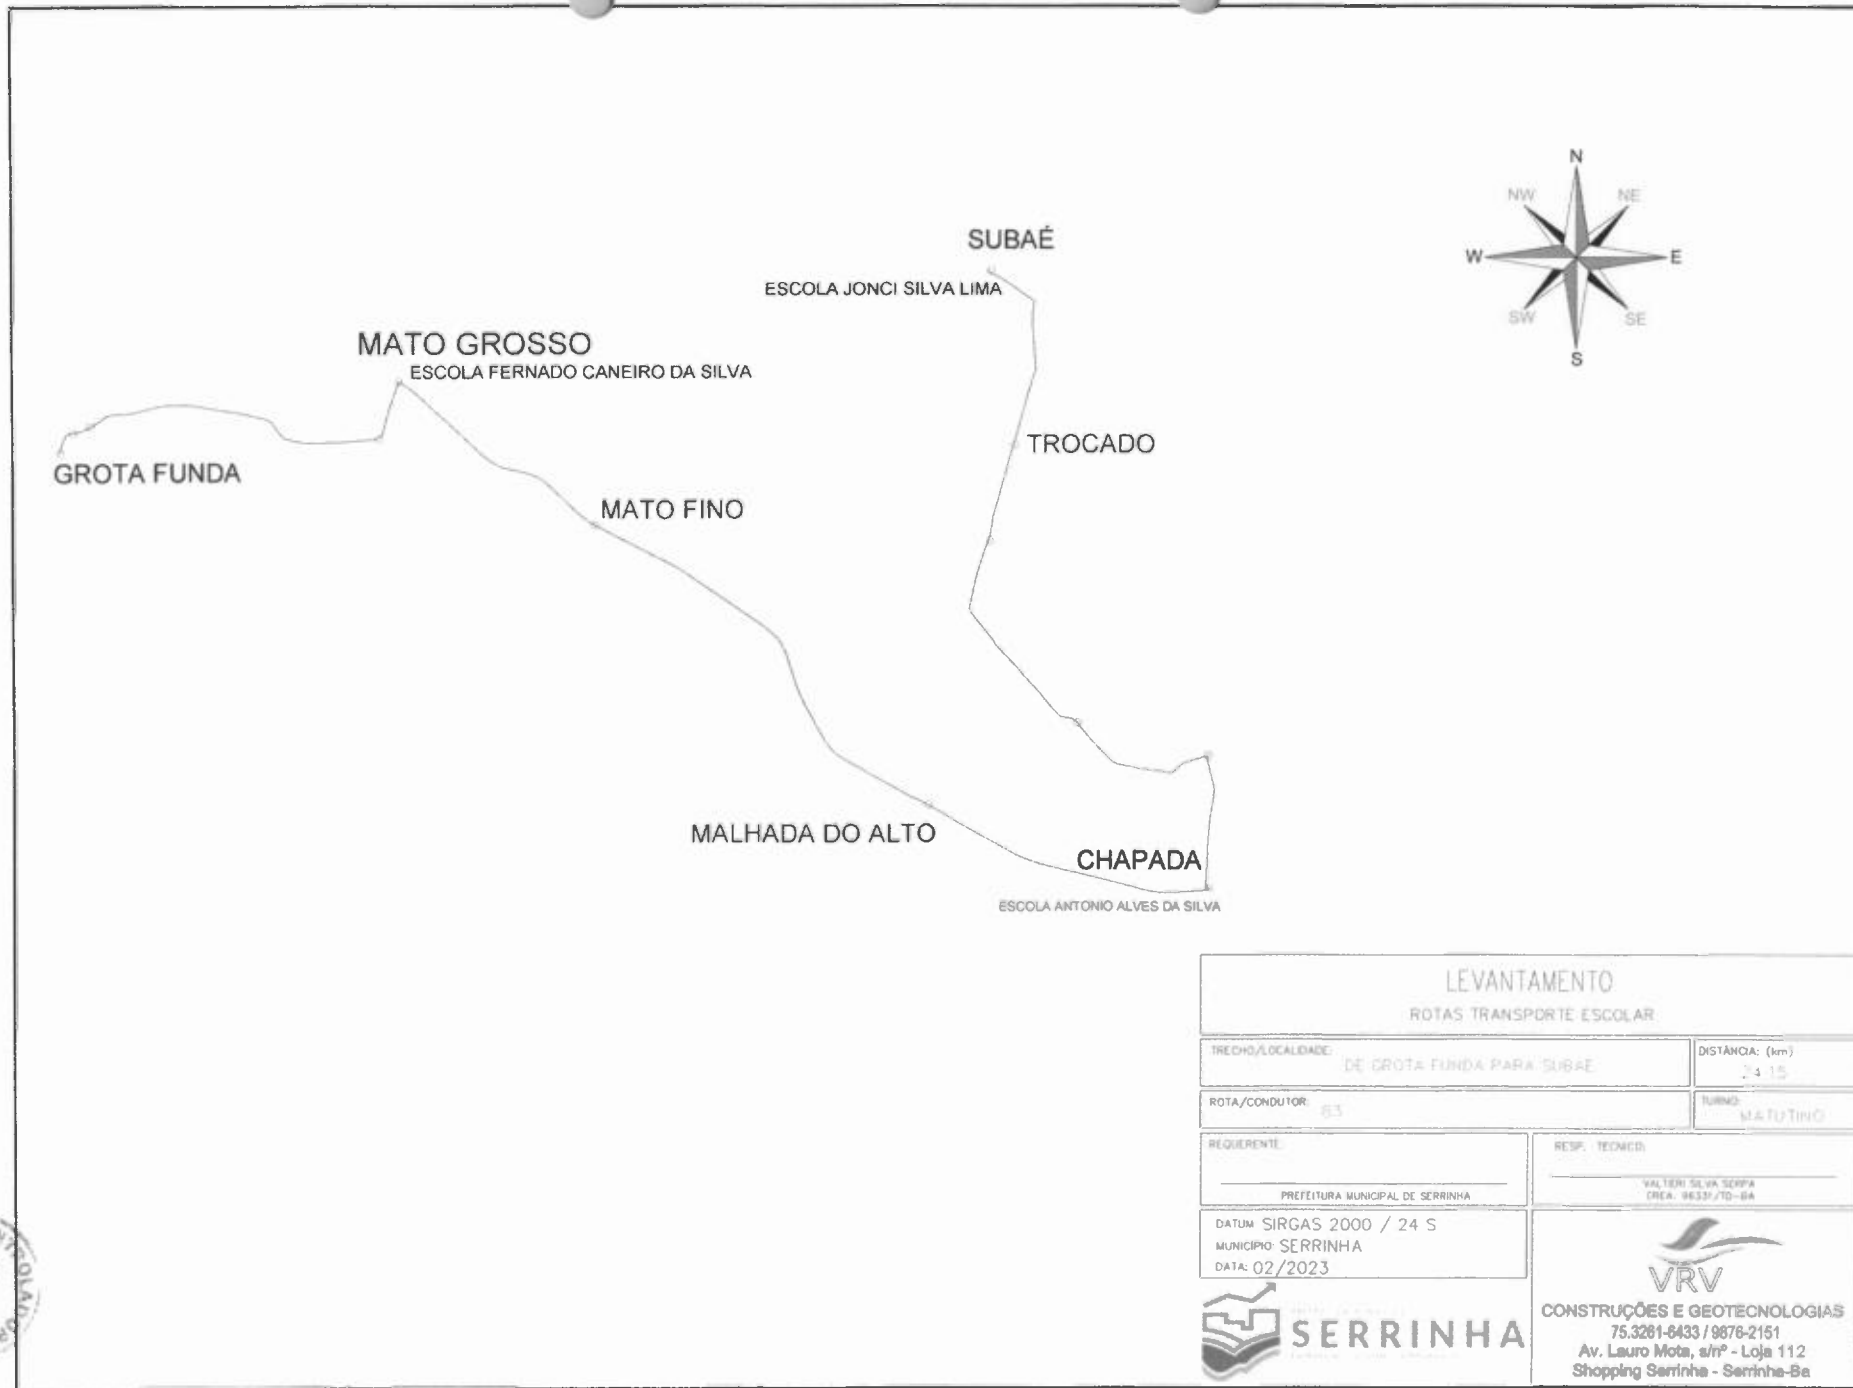 N
NW
NE
W
E
SW
SE
S
SUBAÉ
ESCOLA JONCI SILVA LIMA
MATO GROSSO
ESCOLA FERNADO CANEIRO DA SILVA
TROCADO
GROTA FUNDA
MATO FINO
MALHADA DO ALTO
CHAPADA
ESCOLA ANTONIO ALVES DA SILVA
LEVANTAMENTO
ROTAS TRANSPORTE ESCOLAR
TRECHO/LOCALIDADE:
DE GROTA FUNDA PARA SUBAÉ
DISTÂNCIA: (km)
24.15
ROTA/CONDUTOR:
TURNO:
MATUTINO
REQUERENTE:
PREFEITURA MUNICIPAL DE SERRINHA
RESP. TECNICO:
VALTIERI SILVA SERPA
DATUM SIRGAS 2000 / 24 S
MUNICÍPIO: SERRINHA
DATA: 02/2023
SERRINHA
VRV
CONSTRUÇÕES E GEOTECNOLOGIAS
75.3261-6433 / 9876-2151
Av. Lauro Mota, s/nº - Loja 112
Shopping Serrinha - Serrinha-Ba